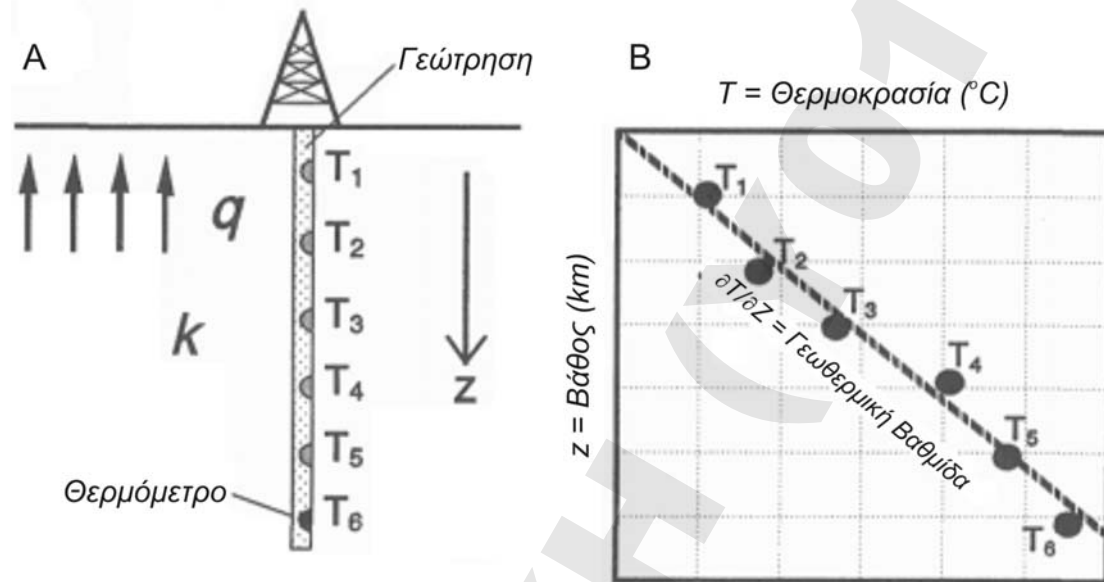 A
Γεώτρηση
T₁
T₂
T₃
T₄
T₅
T₆
q
k
z
Θερμόμετρο
B
T = Θερμοκρασία (°C)
z = Βάθος (km)
T₁
T₂
T₃
T₄
T₅
T₆
∂T/∂Z = Γεωθερμική Βαθμίδα